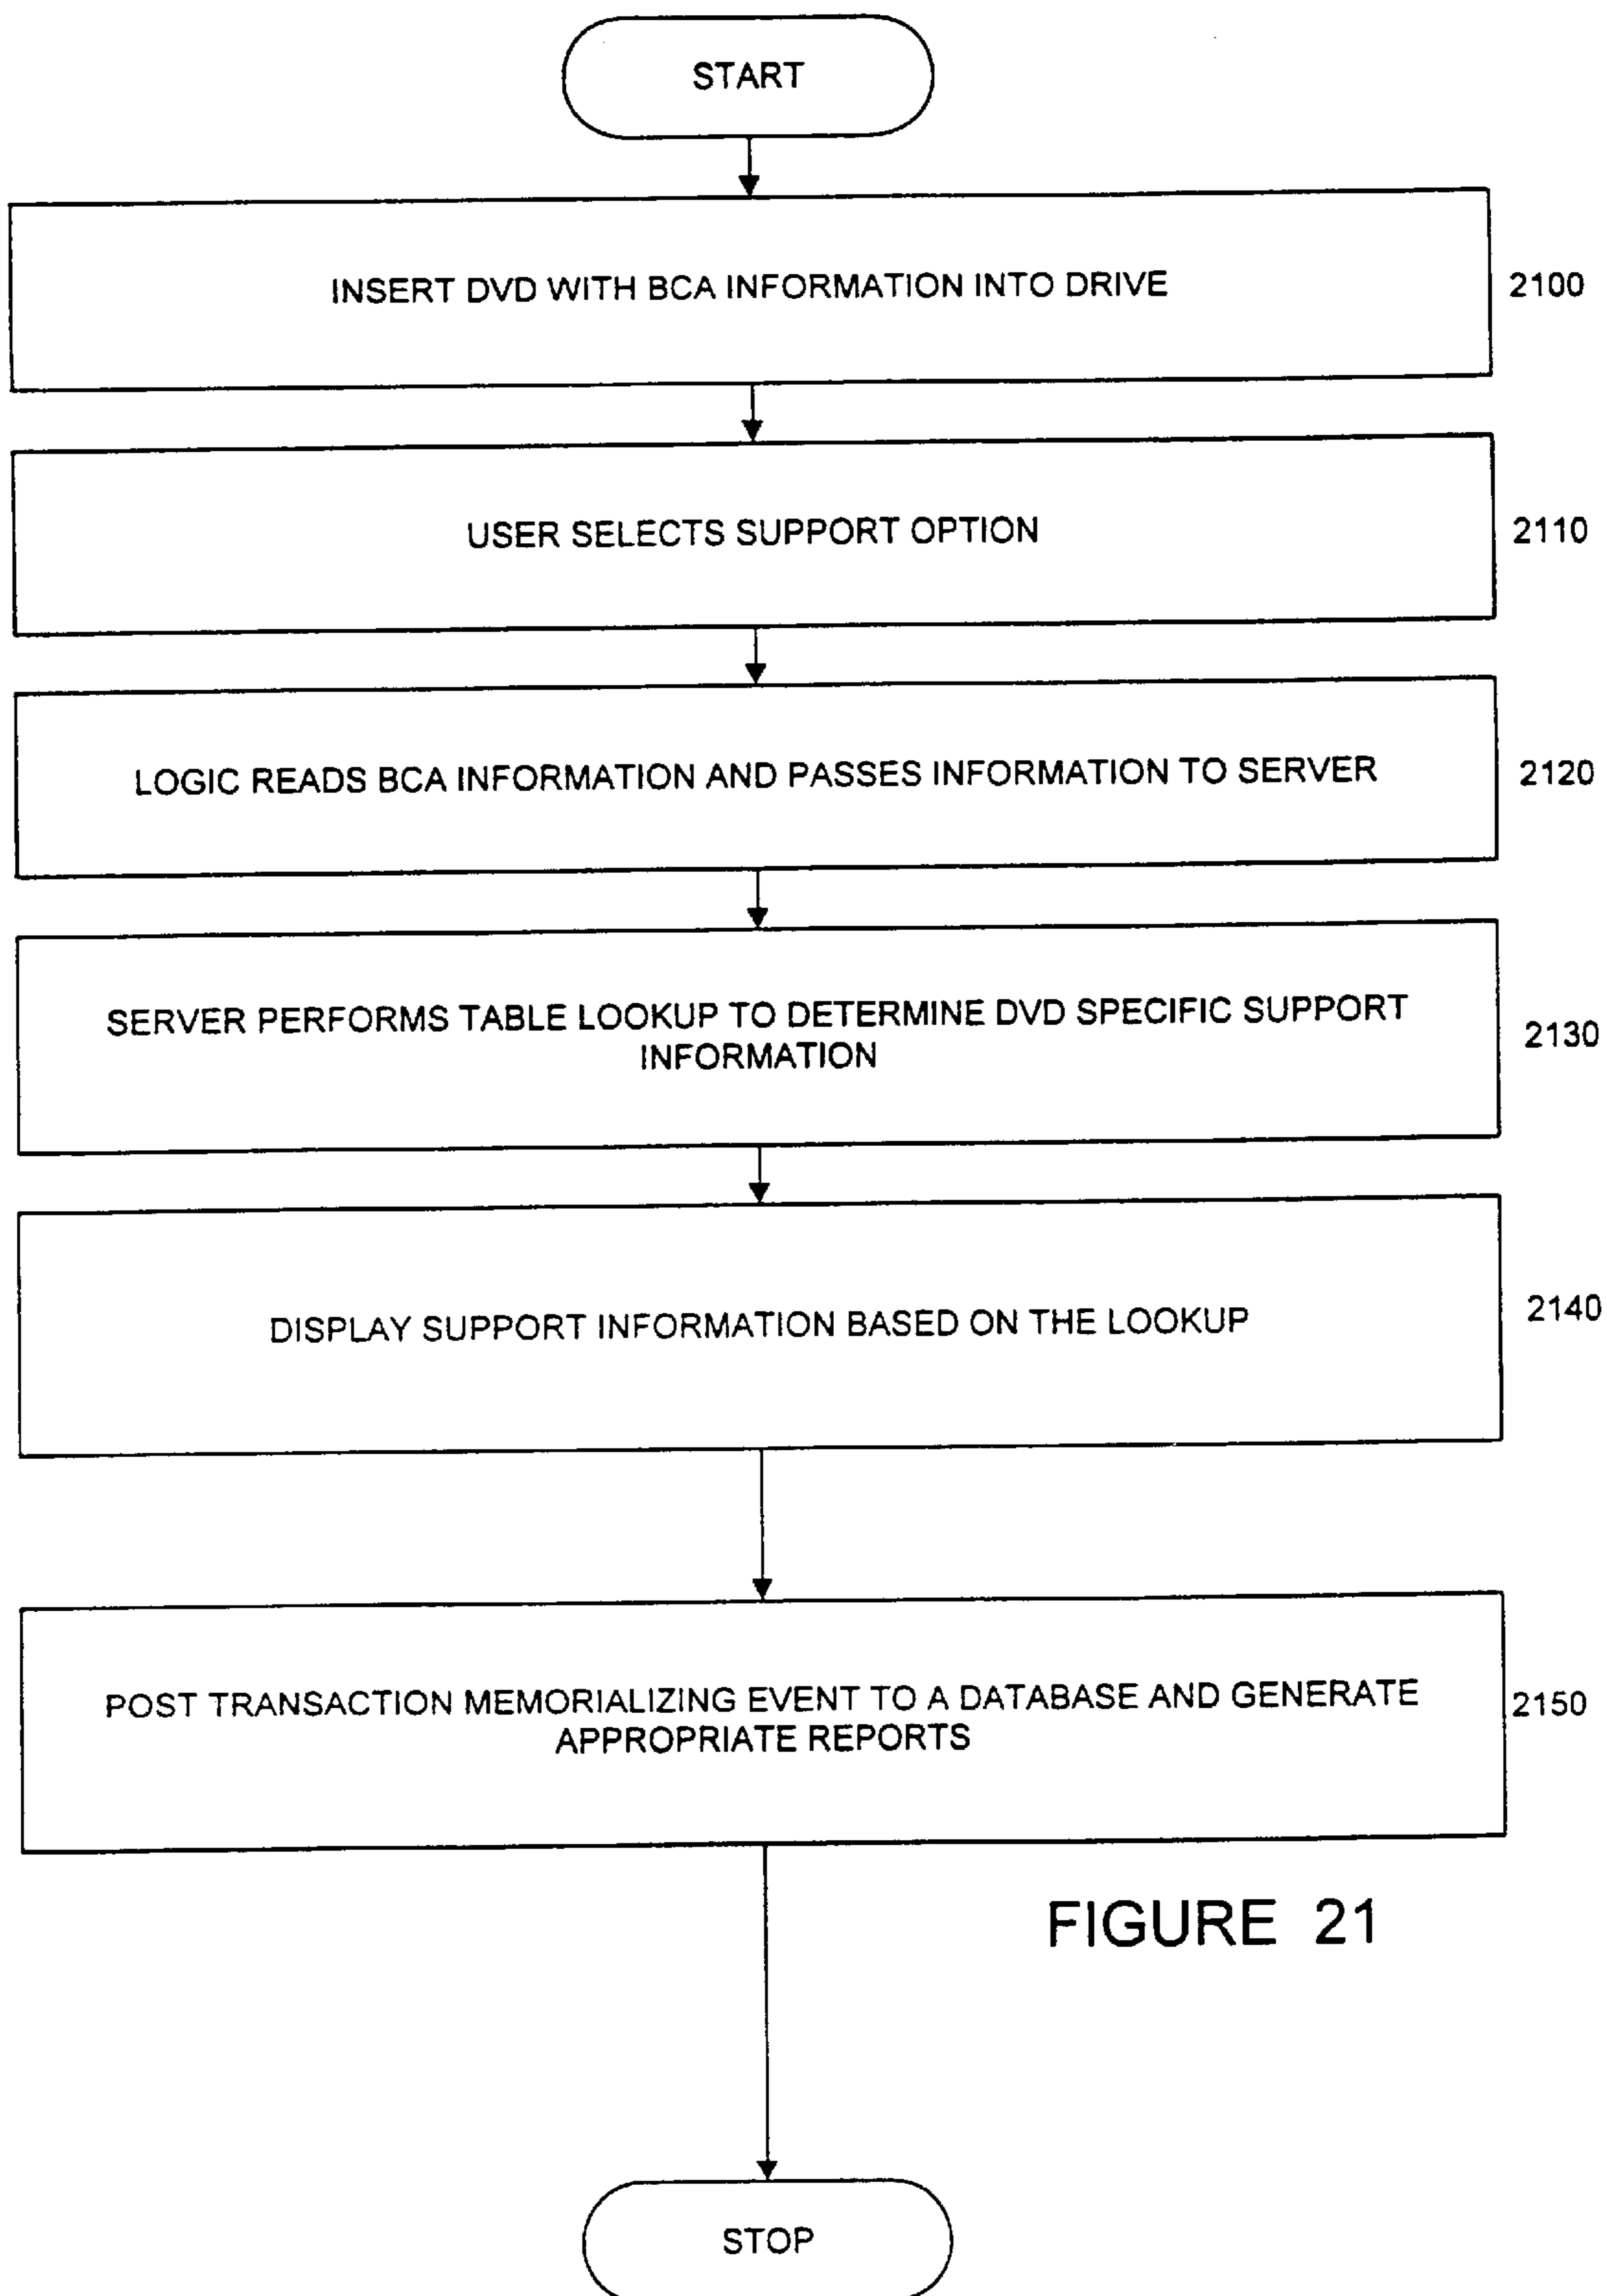 START
INSERT DVD WITH BCA INFORMATION INTO DRIVE
2100
USER SELECTS SUPPORT OPTION
2110
LOGIC READS BCA INFORMATION AND PASSES INFORMATION TO SERVER
2120
SERVER PERFORMS TABLE LOOKUP TO DETERMINE DVD SPECIFIC SUPPORT
INFORMATION
2130
DISPLAY SUPPORT INFORMATION BASED ON THE LOOKUP
2140
POST TRANSACTION MEMORIALIZING EVENT TO A DATABASE AND GENERATE
APPROPRIATE REPORTS
2150
FIGURE 21
STOP